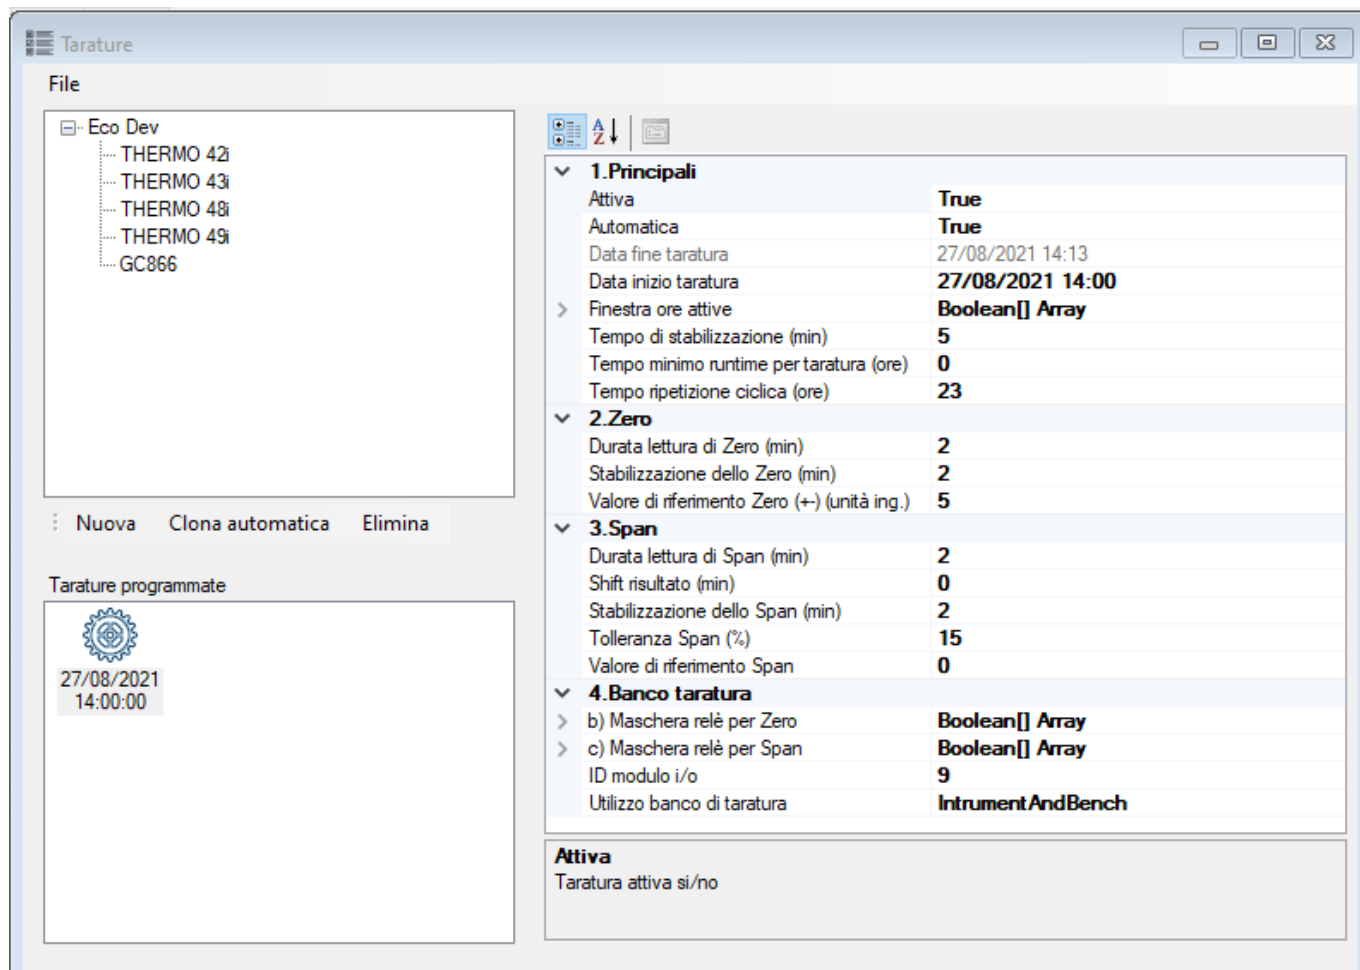 Tarature
File
Eco Dev
THERMO 42i
THERMO 43i
THERMO 48i
THERMO 49i
GC866
Nuova Clona automatica Elimina
Tarature programmate
27/08/2021
14:00:00
1.Principali
Attiva True
Automatica True
Data fine taratura 27/08/2021 14:13
Data inizio taratura 27/08/2021 14:00
Finestra ore attive Boolean[] Array
Tempo di stabilizzazione (min) 5
Tempo minimo runtime per taratura (ore) 0
Tempo ripetizione ciclica (ore) 23
2.Zero
Durata lettura di Zero (min) 2
Stabilizzazione dello Zero (min) 2
Valore di riferimento Zero (+-) (unità ing.) 5
3.Span
Durata lettura di Span (min) 2
Shift risultato (min) 0
Stabilizzazione dello Span (min) 2
Tolleranza Span (%) 15
Valore di riferimento Span 0
4.Banco taratura
b) Maschera relè per Zero Boolean[] Array
c) Maschera relè per Span Boolean[] Array
ID modulo i/o 9
Utilizzo banco di taratura IntrumentAndBench
Attiva
Taratura attiva si/no